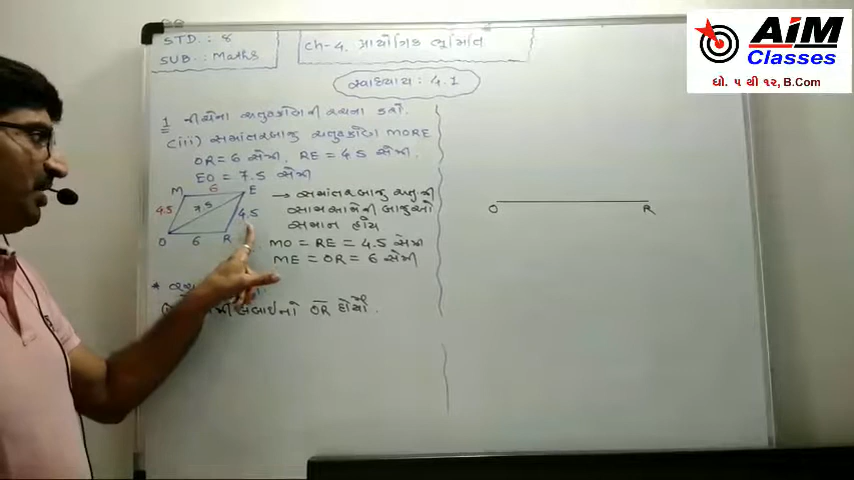 STD. : 8
SUB. : Maths
Ch-4. પ્રાયોગિક ભૂમિતિ
સ્વાધ્યાય : 4.1
1 નીચેના ચતુષ્કોણની રચના કરો.
(iii) સમાંતરબાજુ ચતુષ્કોણ MORE
OR = 6 સેમી, RE = 4.5 સેમી.
EO = 7.5 સેમી
M 6 E
4.5 7.5 4.5
O 6 R
→ સમાંતરબાજુ ચતુ.ની
સામસામેની બાજુઓ
સમાન હોય
MO = RE = 4.5 સેમી
ME = OR = 6 સેમી
લંબાઈનો OR દોર્યો.
O R
AiM
Classes
ધો. ૫ થી ૧૨, B.Com